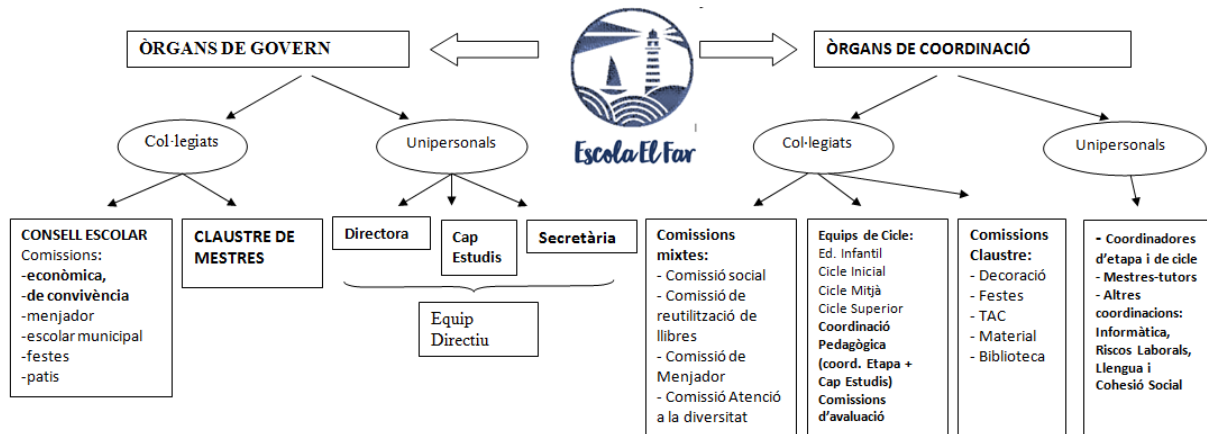 ÒRGANS DE GOVERN
ÒRGANS DE COORDINACIÓ
Escola El Far
Col·legiats
Unipersonals
Col·legiats
Unipersonals
CONSELL ESCOLAR
Comissions:
-econòmica,
-de convivència
-menjador
-escolar municipal
-festes
-patis
CLAUSTRE DE
MESTRES
Directora
Cap
Estudis
Secretària
Equip
Directiu
Comissions
mixtes:
- Comissió social
- Comissió de
reutilització de
llibres
- Comissió de
Menjador
- Comissió Atenció
a la diversitat
Equips de Cicle:
Ed. Infantil
Cicle Inicial
Cicle Mitjà
Cicle Superior
Coordinació
Pedagògica
(coord. Etapa +
Cap Estudis)
Comissions
d'avaluació
Comissions
Claustre:
- Decoració
- Festes
- TAC
- Material
- Biblioteca
- Coordinadores
d'etapa i de cicle
- Mestres-tutors
- Altres
coordinacions:
Informàtica,
Riscos Laborals,
Llengua i
Cohesió Social